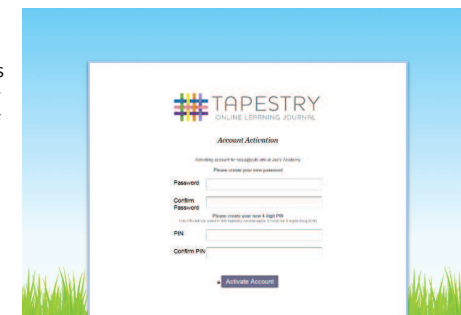 s
TAPESTRY
ONLINE LEARNING JOURNAL
Account Activation
Please create your new password
Password
Confirm
Password
Please create your new 4 digit PIN
PIN
Confirm PIN
Activate Account